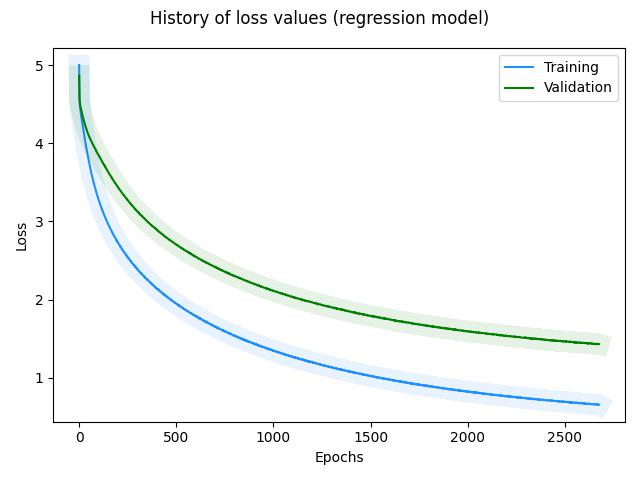 History of loss values (regression model)
Training
Validation
5
4
3
2
1
Loss
0 500 1000 1500 2000 2500
Epochs